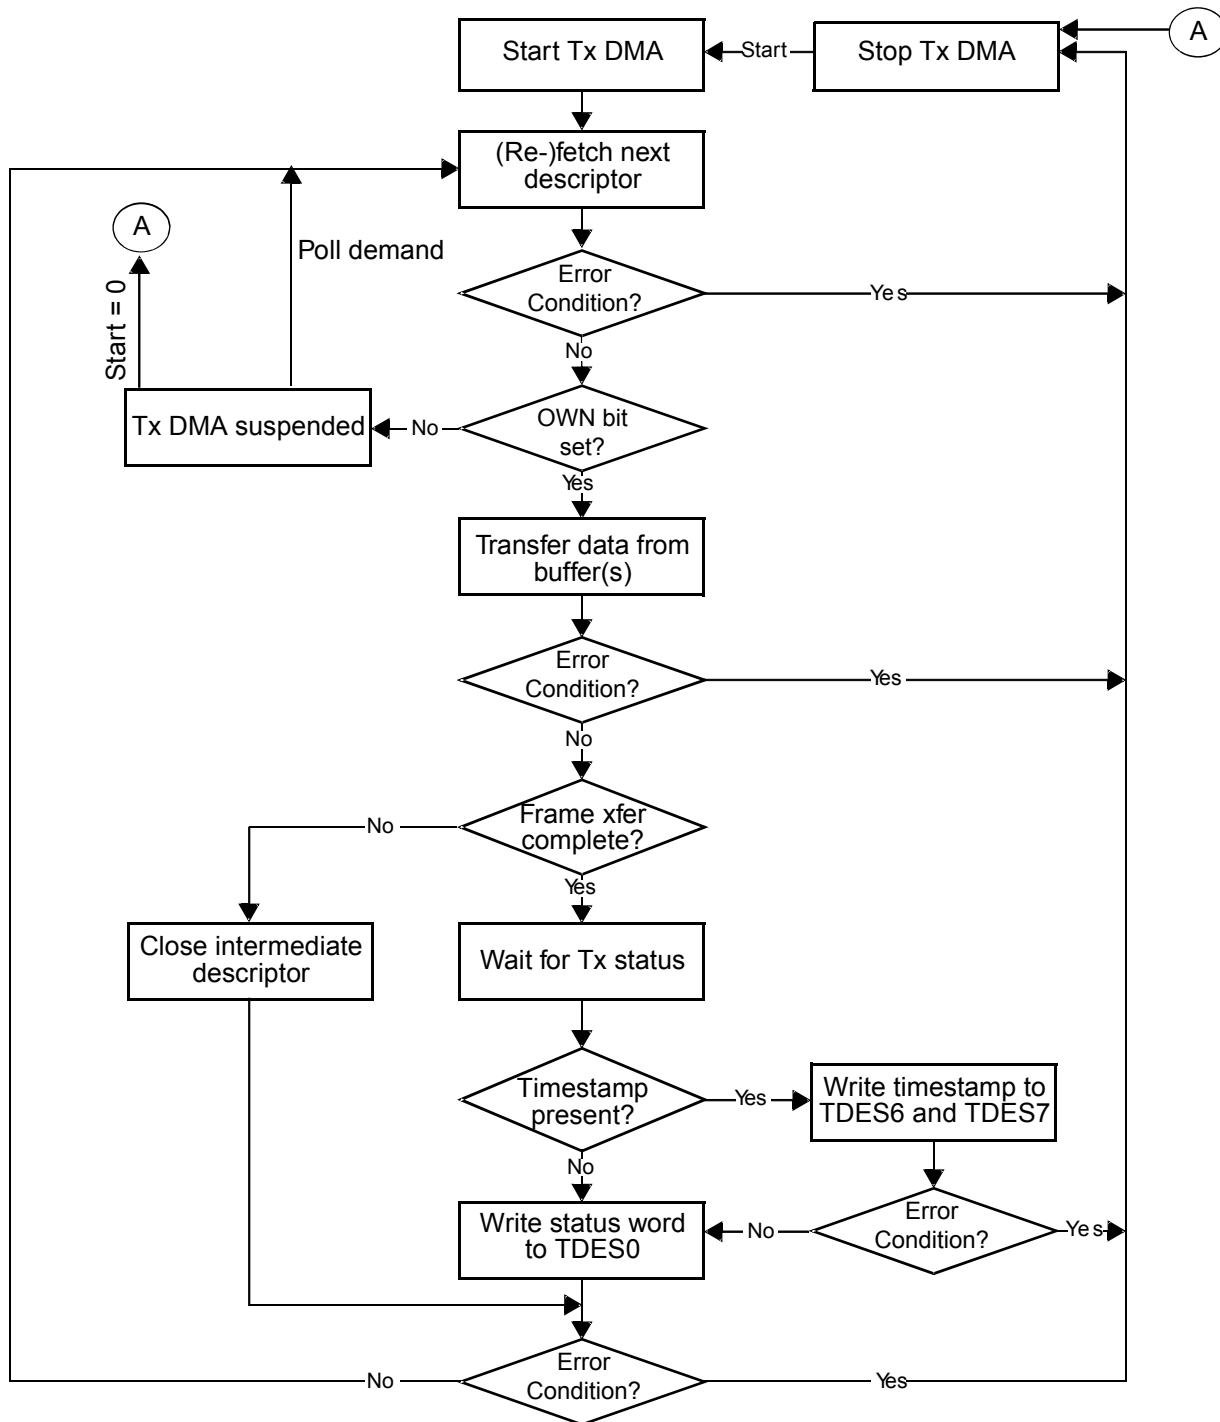 Start Tx DMA
Start
Stop Tx DMA
A
(Re-)fetch next
descriptor
A
Poll demand
Start = 0
Error
Condition?
Yes
No
Tx DMA suspended
No
OWN bit
set?
Yes
Transfer data from
buffer(s)
Error
Condition?
Yes
No
Frame xfer
complete?
No
Yes
Close intermediate
descriptor
Wait for Tx status
Timestamp
present?
Yes
Write timestamp to
TDES6 and TDES7
No
Write status word
to TDES0
No
Error
Condition?
Yes
No
Error
Condition?
Yes